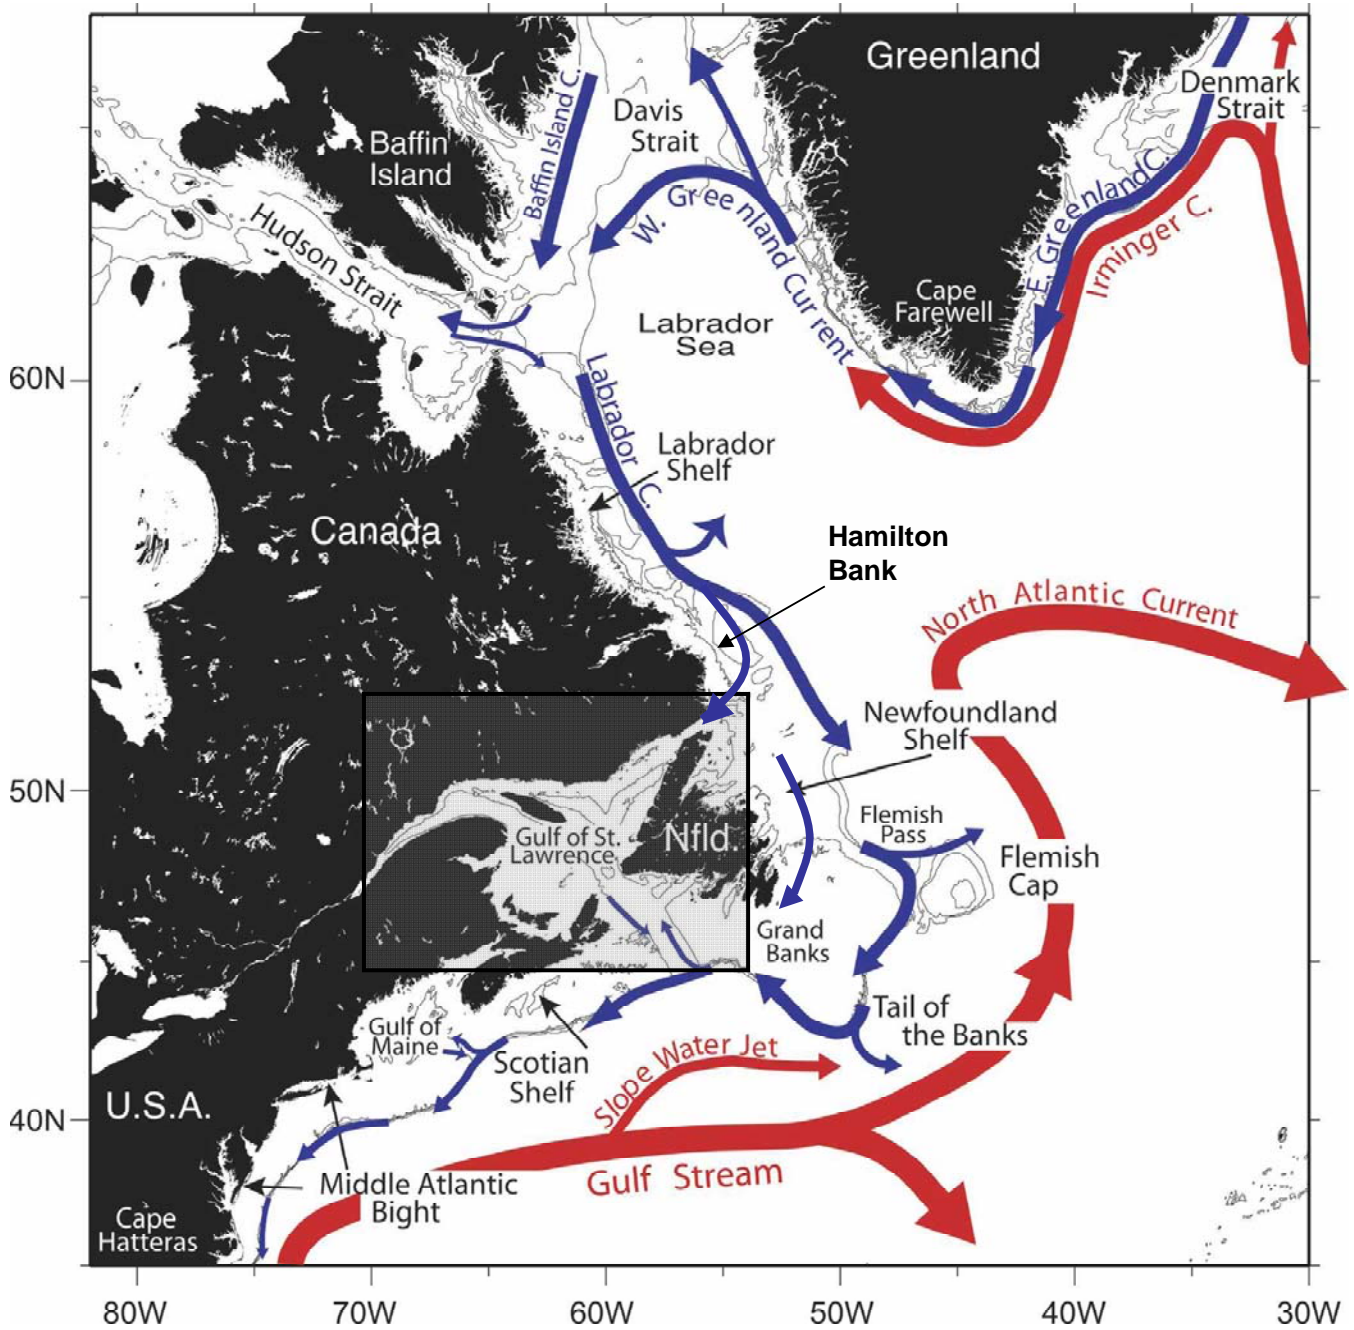 Greenland
Denmark
Strait
Davis
Strait
Baffin Island C.
Baffin
Island
W. Greenland Current
E. Greenland C.
Irminger C.
Hudson Strait
Cape
Farewell
Labrador
Sea
60N
Labrador C.
Labrador
Shelf
Canada
Hamilton
Bank
North Atlantic Current
Newfoundland
Shelf
50N
Flemish
Pass
Gulf of St.
Lawrence
Nfld.
Flemish
Cap
Grand
Banks
Tail of
the Banks
Gulf of
Maine
Scotian
Shelf
Slope Water Jet
U.S.A.
40N
Gulf Stream
Middle Atlantic
Bight
Cape
Hatteras
80W
70W
60W
50W
40W
30W